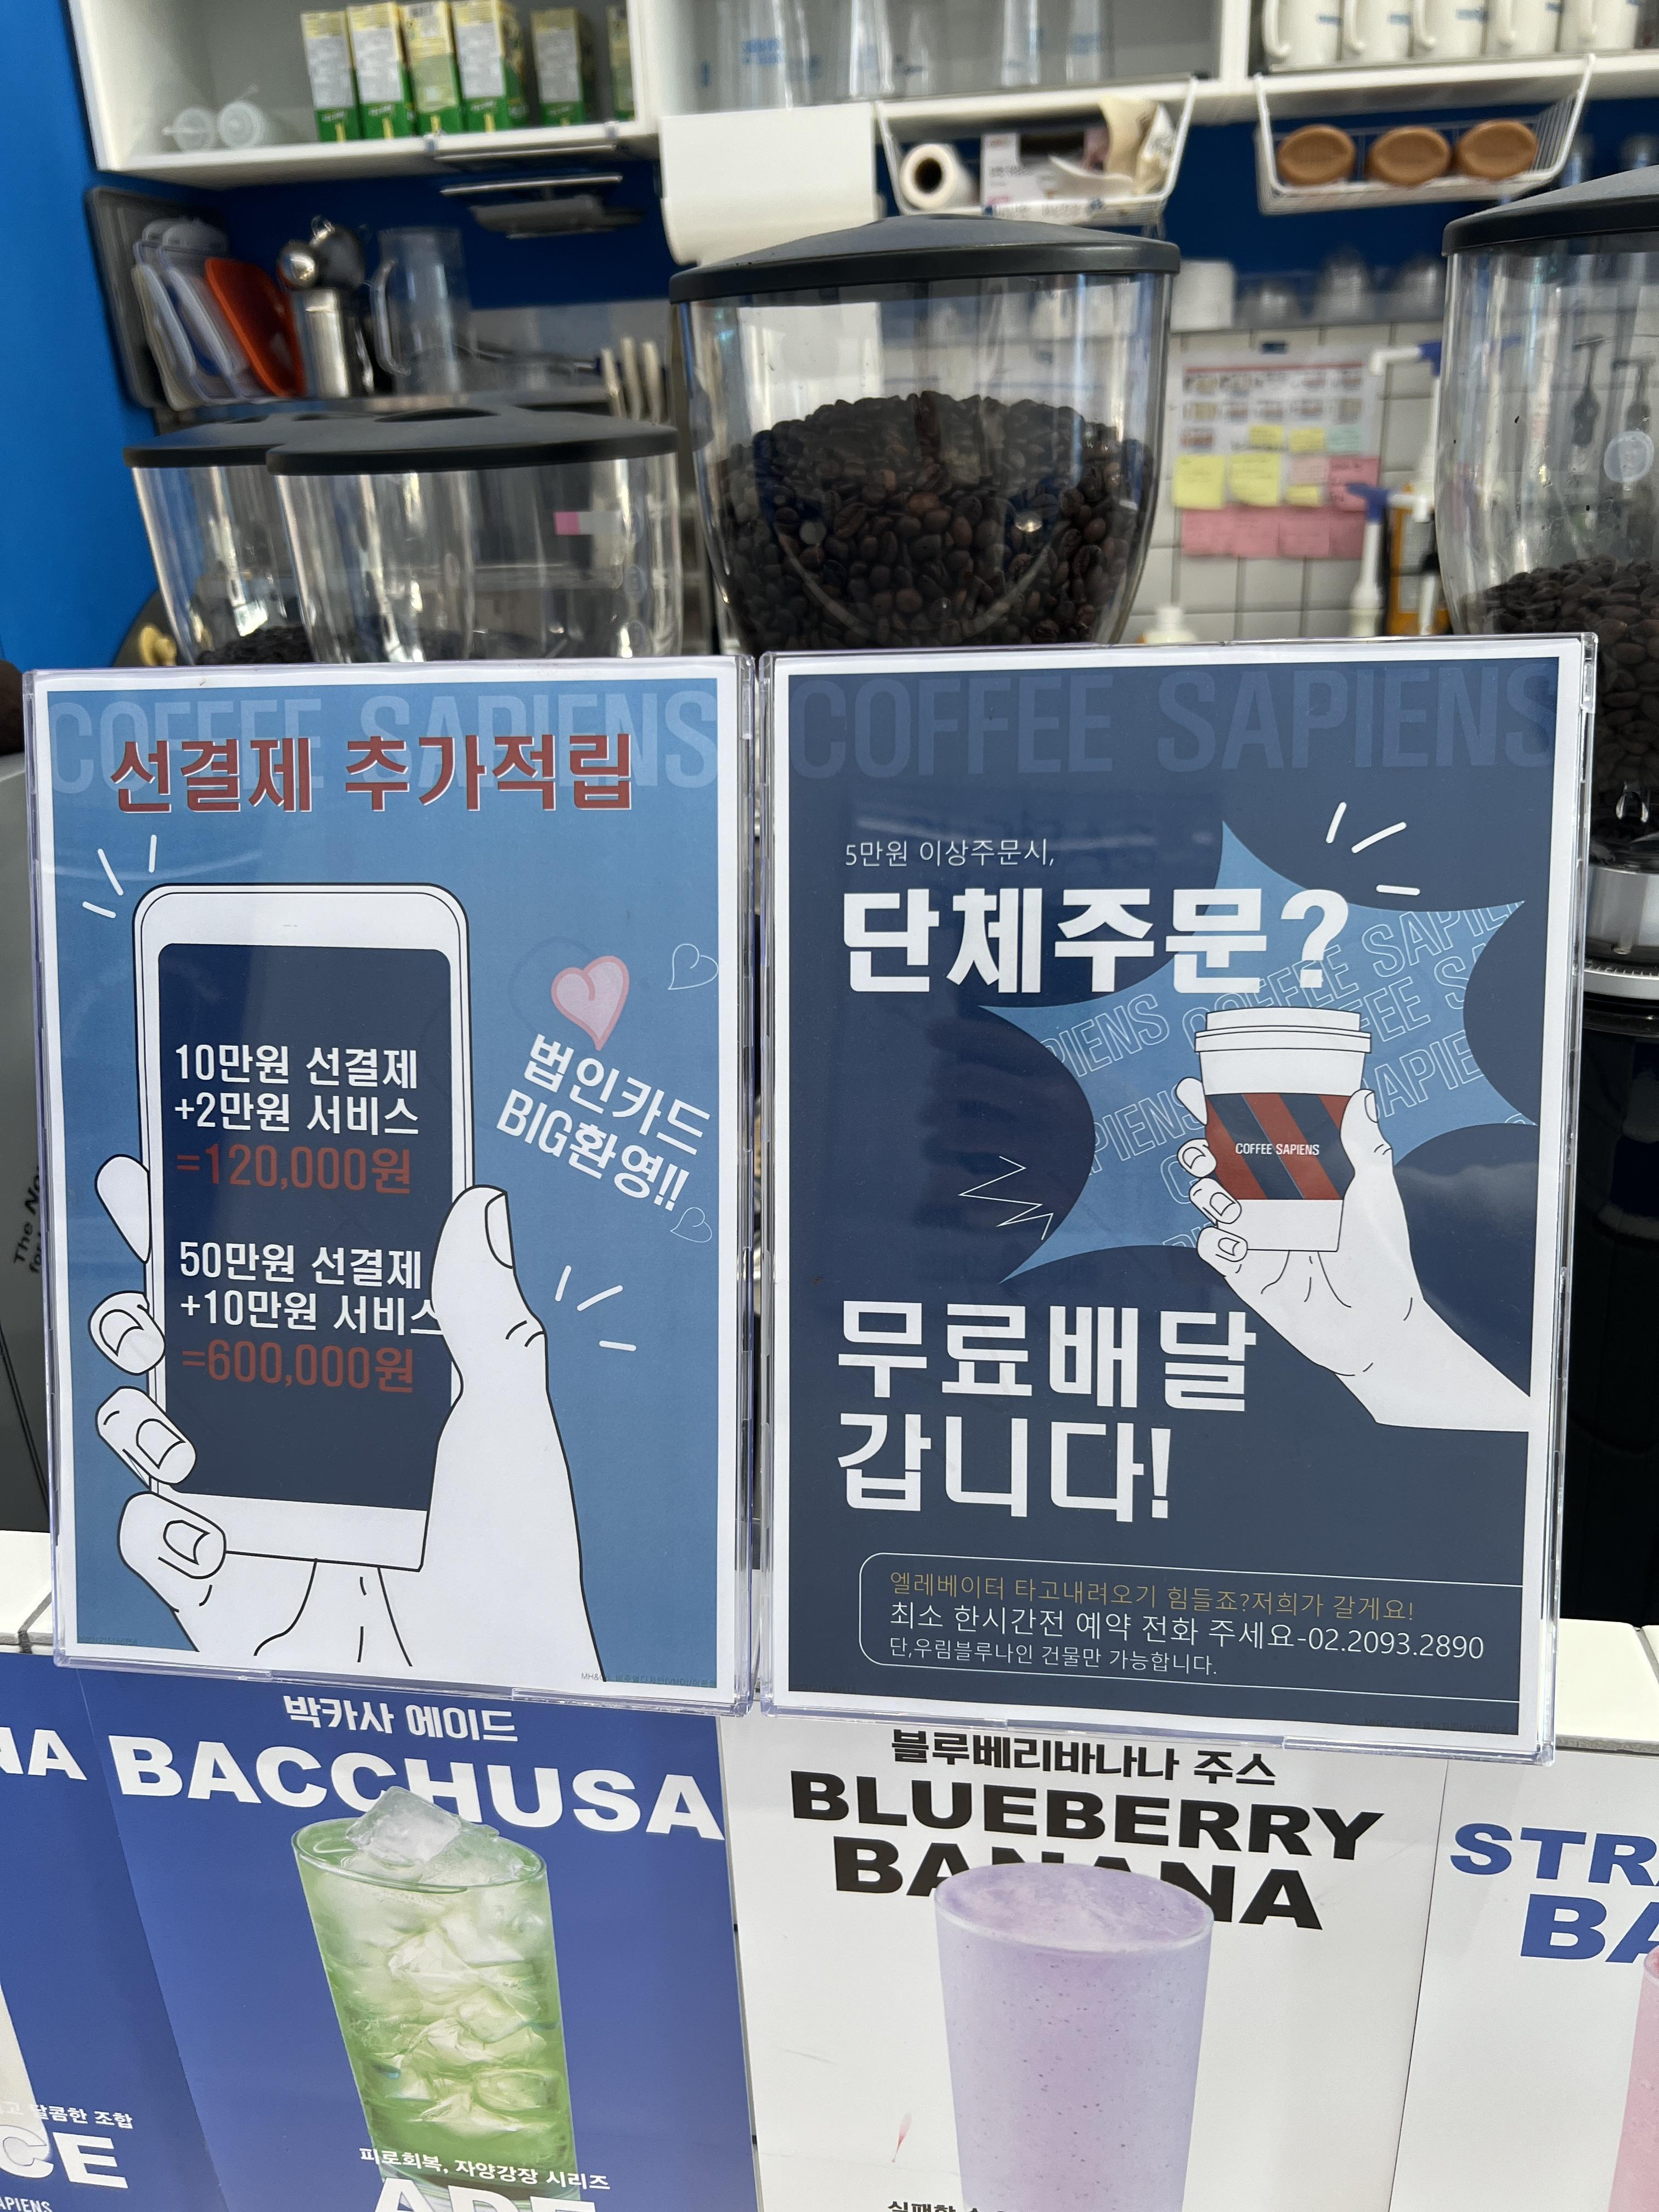 COFFEE SAPIENS
선결제 추가적립
10만원 선결제
+2만원 서비스
=120,000원
50만원 선결제
+10만원 서비스
=600,000원
법인카드
BIG환영!!
COFFEE SAPIENS
5만원 이상주문시,
단체주문?
COFFEE SAPIENS
무료배달
갑니다!
엘레베이터 타고내려오기 힘들죠?저희가 갈게요!
최소 한시간전 예약 전화 주세요-02.2093.2890
단,우림블루나인 건물만 가능합니다.
박카사 에이드
BACCHUSA
피로회복, 자양강장 시리즈
ADE
블루베리바나나 주스
BLUEBERRY
BANANA
달콤한 조합